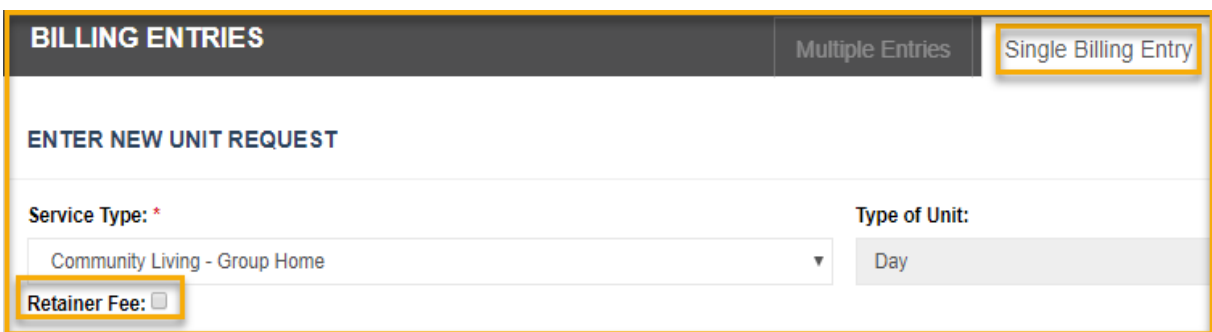 BILLING ENTRIES
Multiple Entries
Single Billing Entry
ENTER NEW UNIT REQUEST
Service Type: *
Type of Unit:
Community Living - Group Home
Day
Retainer Fee: